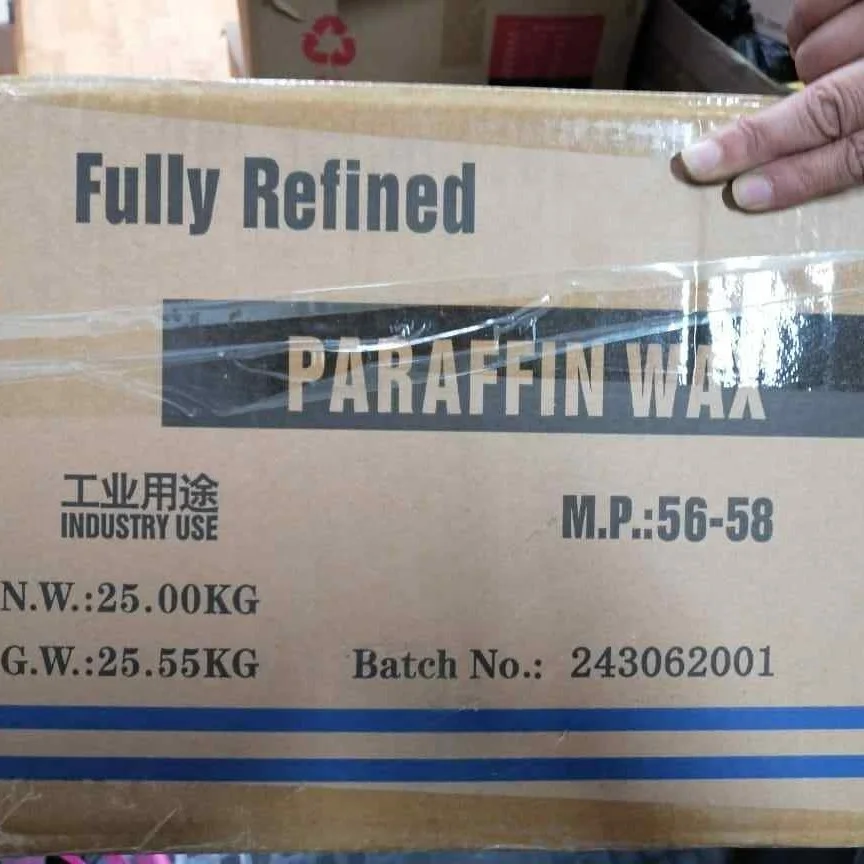 Fully Refined
PARAFFIN WAX
工业用途
INDUSTRY USE
M.P.:56-58
N.W.:25.00KG
G.W.:25.55KG
Batch No.: 243062001